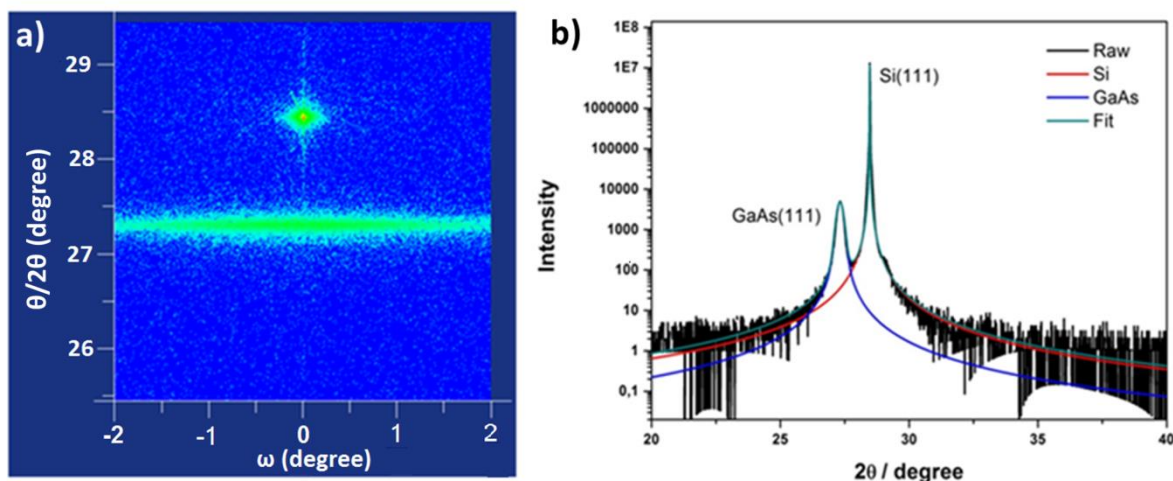 a)
29
28
27
26
θ/2θ (degree)
-2
-1
0
1
2
ω (degree)
b)
1E8
1E7
1000000
100000
10000
1000
100
10
1
0,1
Intensity
Si(111)
GaAs(111)
Raw
Si
GaAs
Fit
20
25
30
35
40
2θ / degree